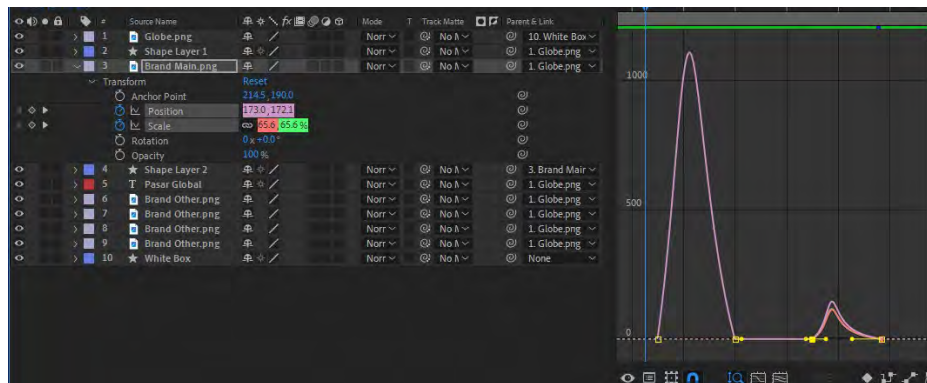 # Source Name fx Mode T Track Matte Parent & Link
1 Globe.png Norr No M 10. White Box
2 Shape Layer 1 Norr No M 1. Globe.png
3 Brand Main.png Norr No M 1. Globe.png
Transform Reset
Anchor Point 214.5, 190.0
Position 173.0, 172.1
Scale 65.6, 65.6 %
Rotation 0 x +0.0°
Opacity 100 %
4 Shape Layer 2 Norr No M 3. Brand Mair
5 T Pasar Global Norr No M 1. Globe.png
6 Brand Other.png Norr No M 1. Globe.png
7 Brand Other.png Norr No M 1. Globe.png
8 Brand Other.png Norr No M 1. Globe.png
9 Brand Other.png Norr No M 1. Globe.png
10 White Box Norr No M None
1000
500
0